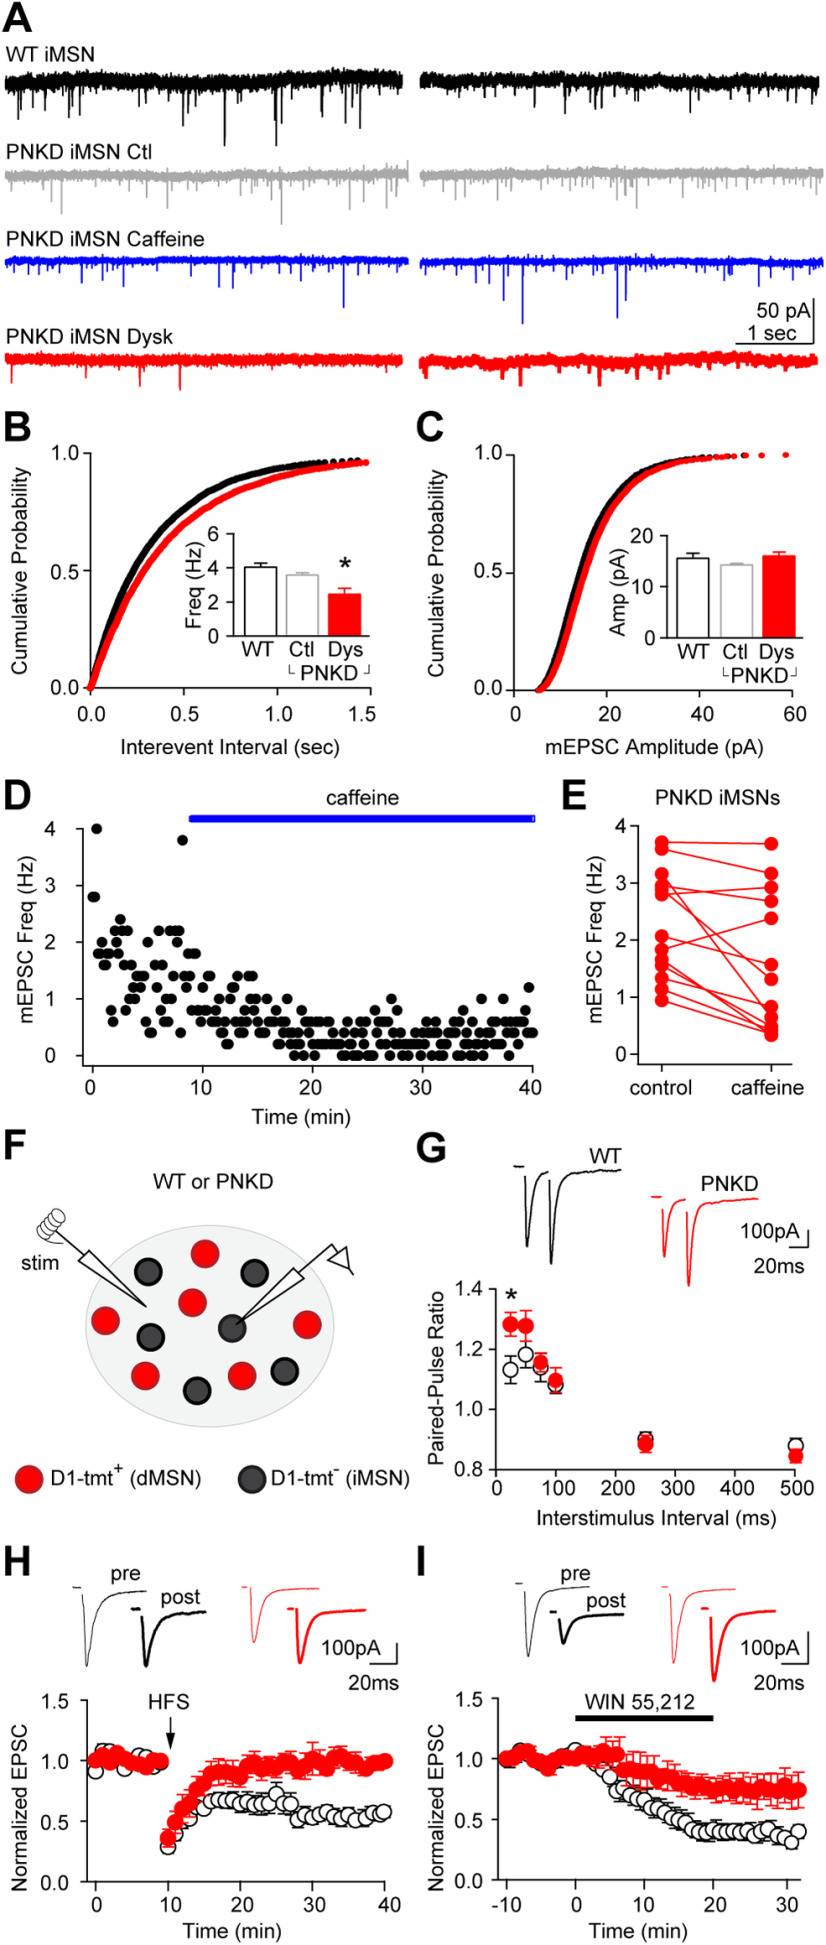 A
WT iMSN
PNKD iMSN Ctl
PNKD iMSN Caffeine
50 pA
1 sec
PNKD iMSN Dysk
B
Cumulative Probability
1.0
0.5
0.0
0.0 0.5 1.0 1.5
Interevent Interval (sec)
Freq (Hz)
6
4
2
0
*
WT Ctl Dys
PNKD
C
Cumulative Probability
1.0
0.5
0.0
0 20 40 60
mEPSC Amplitude (pA)
Amp (pA)
20
10
0
WT Ctl Dys
PNKD
D
caffeine
mEPSC Freq (Hz)
4
3
2
1
0
0 10 20 30 40
Time (min)
E
PNKD iMSNs
mEPSC Freq (Hz)
4
3
2
1
0
control caffeine
F
WT or PNKD
stim
D1-tmt+ (dMSN) D1-tmt- (iMSN)
G
WT
PNKD
100pA
20ms
Paired-Pulse Ratio
1.4
1.2
1.0
0.8
*
0 100 200 300 400 500
Interstimulus Interval (ms)
H
pre
post
100pA
20ms
Normalized EPSC
1.5
1.0
0.5
0.0
HFS
0 10 20 30 40
Time (min)
I
pre
post
100pA
20ms
Normalized EPSC
1.5
1.0
0.5
0.0
WIN 55,212
-10 0 10 20 30
Time (min)